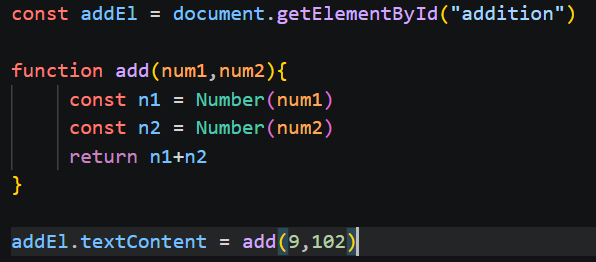 const addEl = document.getElementById("addition")
function add(num1,num2){
const n1 = Number(num1)
const n2 = Number(num2)
return n1+n2
}
addEl.textContent = add(9,102)